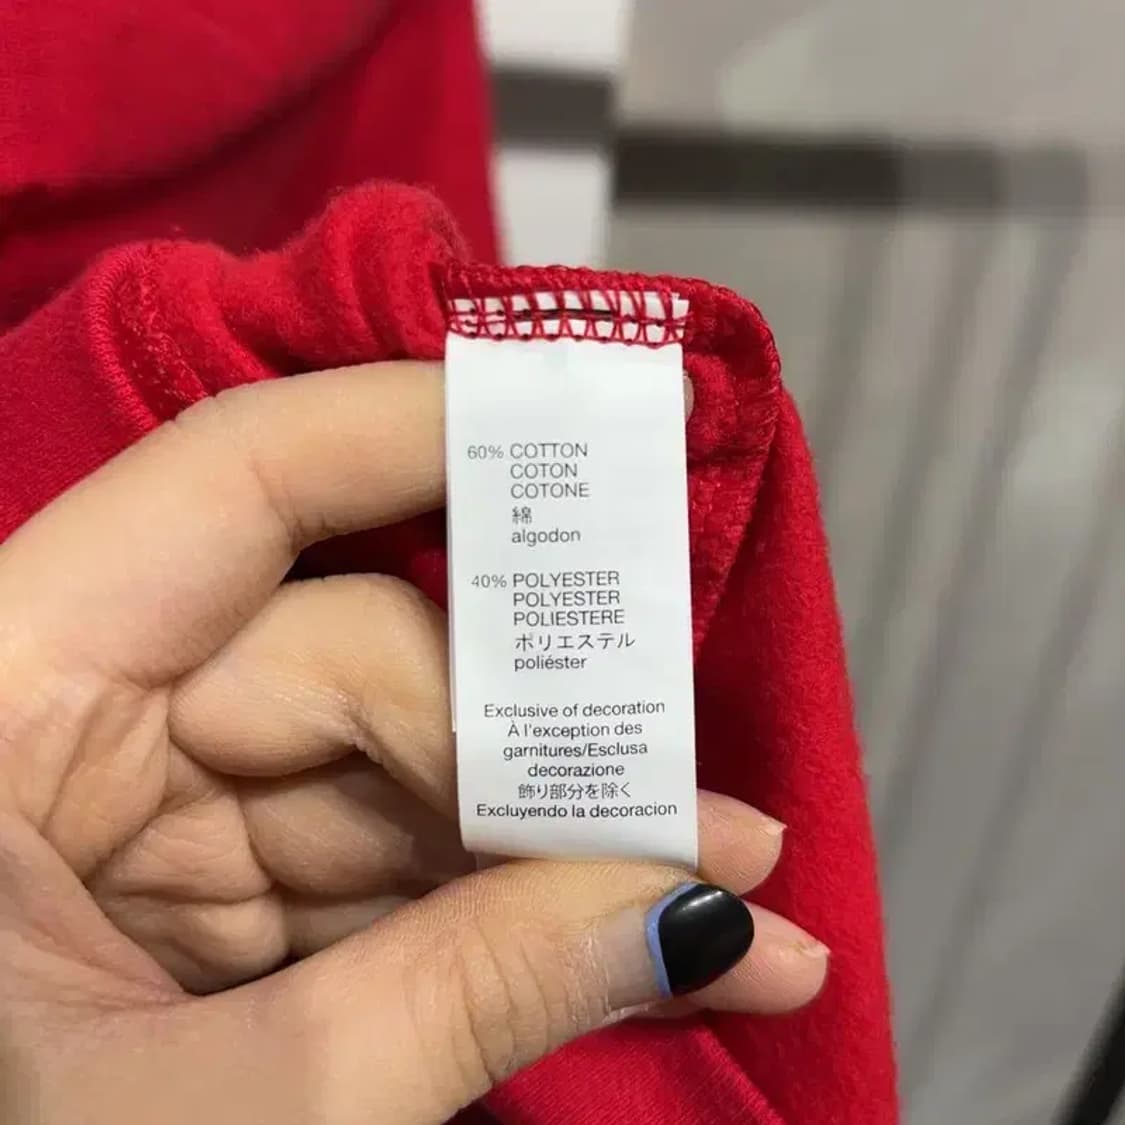 60% COTTON
COTON
COTONE
綿
algodon
40% POLYESTER
POLYESTER
POLIESTERE
ポリエステル
poliéster
Exclusive of decoration
À l'exception des
garnitures/Esclusa
decorazione
飾り部分を除く
Excluyendo la decoracion